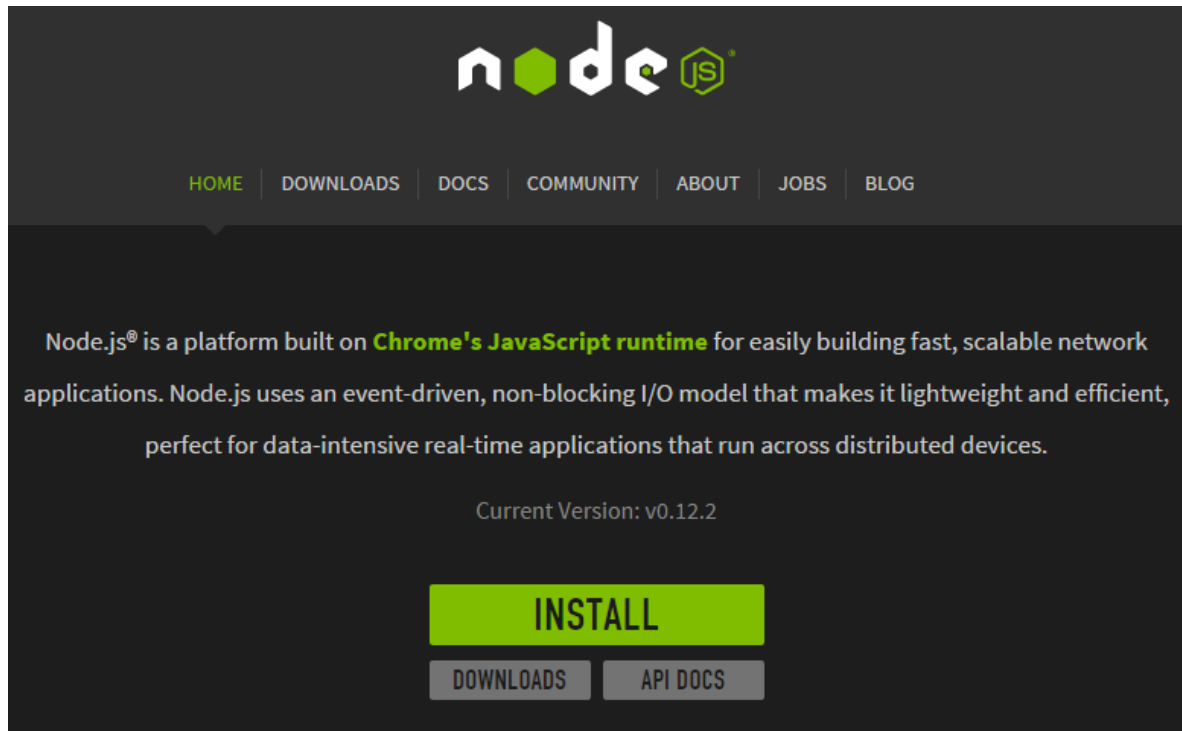 node JS®
HOME DOWNLOADS DOCS COMMUNITY ABOUT JOBS BLOG
Node.js® is a platform built on Chrome's JavaScript runtime for easily building fast, scalable network
applications. Node.js uses an event-driven, non-blocking I/O model that makes it lightweight and efficient,
perfect for data-intensive real-time applications that run across distributed devices.
Current Version: v0.12.2
INSTALL
DOWNLOADS API DOCS